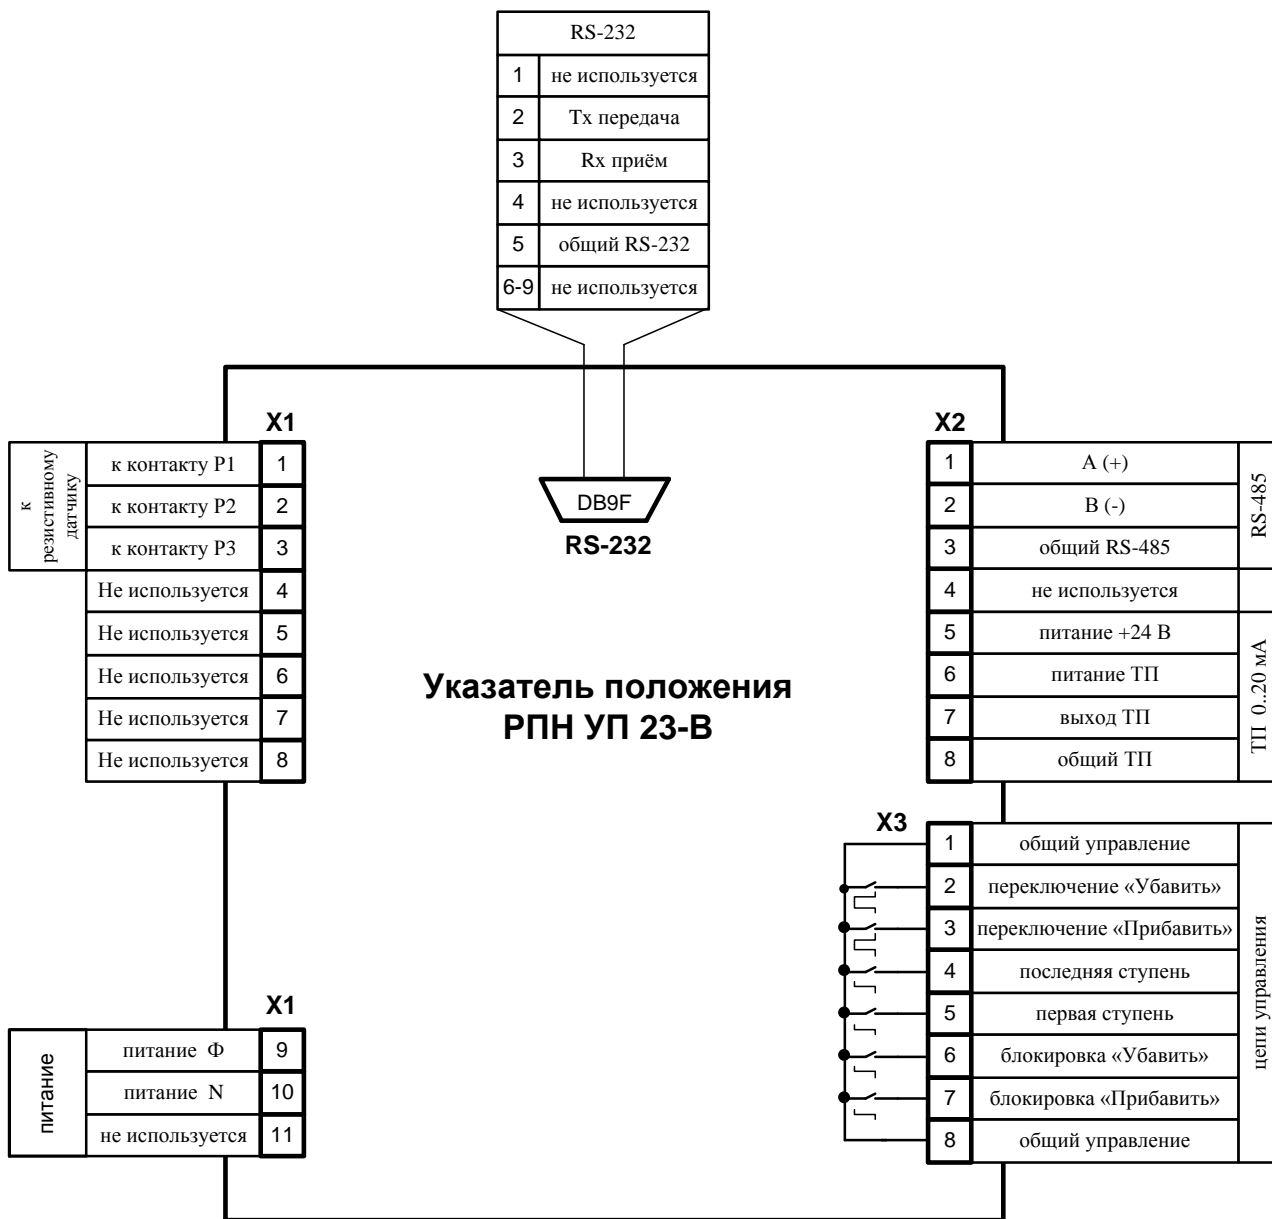 RS-232
1 не используется
2 Tx передача
3 Rx приём
4 не используется
5 общий RS-232
6-9 не используется
X1
к резистивному датчику
к контакту Р1 1
к контакту Р2 2
к контакту Р3 3
Не используется 4
Не используется 5
Не используется 6
Не используется 7
Не используется 8
DB9F
RS-232
Указатель положения
РПН УП 23-В
X2
1 А (+)
2 В (-)
3 общий RS-485
RS-485
4 не используется
5 питание +24 В
6 питание ТП
7 выход ТП
8 общий ТП
ТП 0..20 мА
X3
1 общий управление
2 переключение «Убавить»
3 переключение «Прибавить»
4 последняя ступень
5 первая ступень
6 блокировка «Убавить»
7 блокировка «Прибавить»
8 общий управление
цепи управления
X1
питание
питание Ф 9
питание N 10
не используется 11